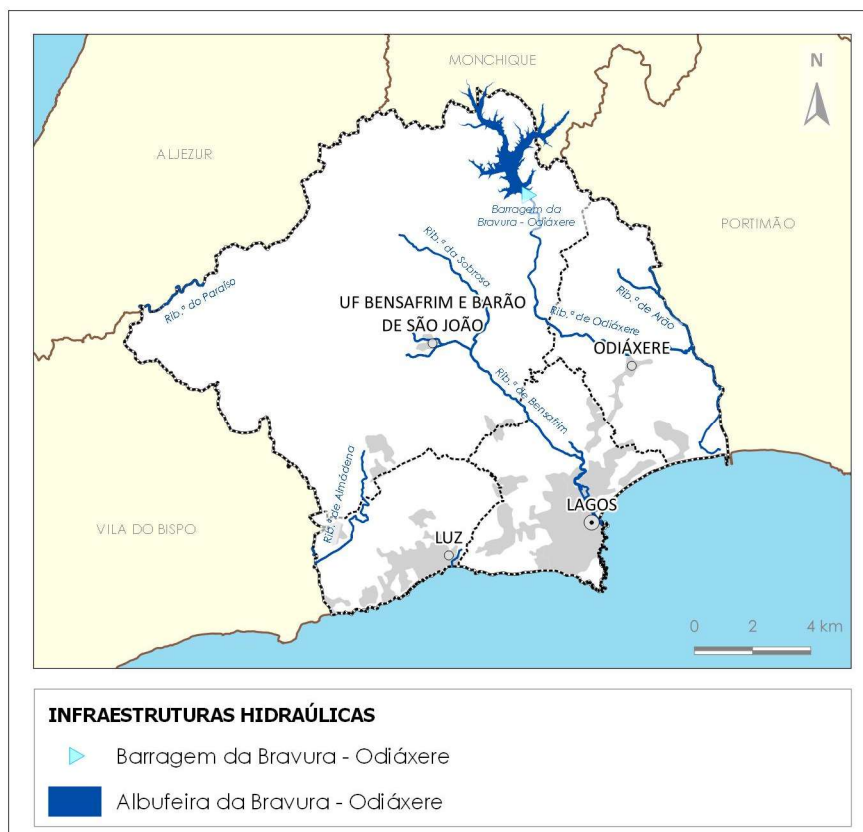 MONCHIQUE
N
ALJEZUR
Barragem da
Bravura - Odiáxere
PORTIMÃO
Rib.ª da Sobrosa
Rib.ª do Paraíso
Rib.ª de Arão
UF BENSAFRIM E BARÃO
DE SÃO JOÃO
Rib.ª de Odiáxere
ODIÁXERE
Rib.ª de Bensafrim
Rib.ª de Almádena
LAGOS
VILA DO BISPO
LUZ
0 2 4 km
INFRAESTRUTURAS HIDRAÚLICAS
Barragem da Bravura - Odiáxere
Albufeira da Bravura - Odiáxere